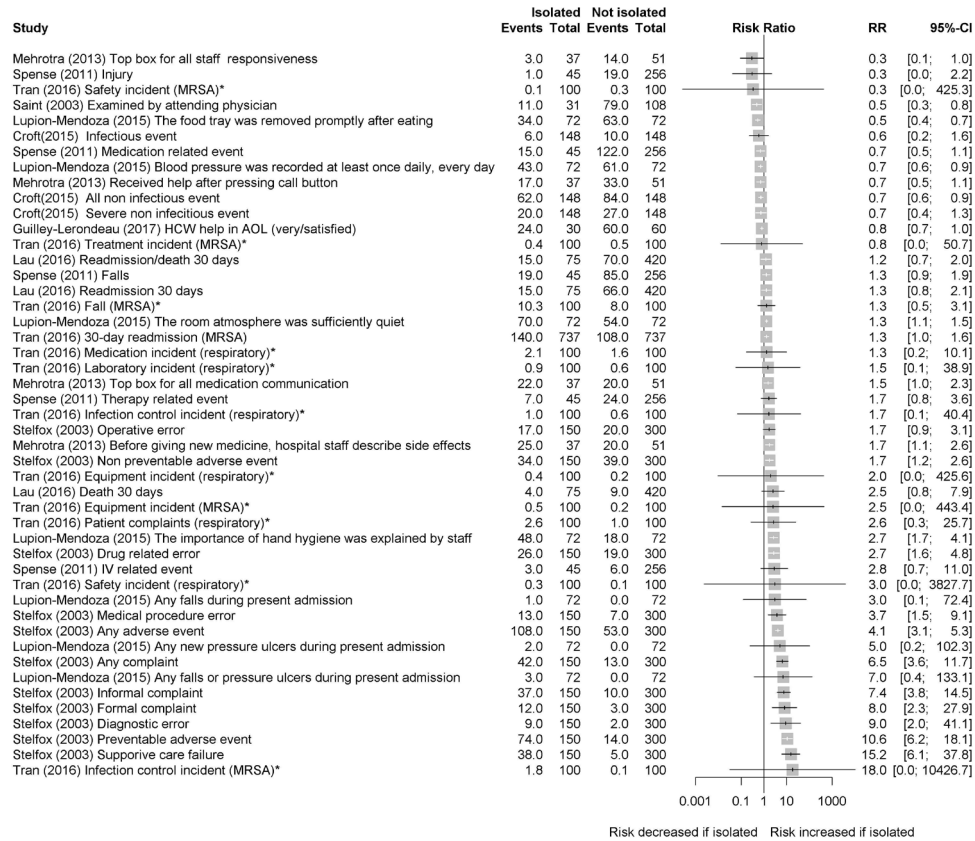 Isolated Not isolated
Study Events Total Events Total Risk Ratio RR 95%-CI
Mehrotra (2013) Top box for all staff responsiveness 3.0 37 14.0 51 0.3 [0.1; 1.0]
Spense (2011) Injury 1.0 45 19.0 256 0.3 [0.0; 2.2]
Tran (2016) Safety incident (MRSA)* 0.1 100 0.3 100 0.3 [0.0; 425.3]
Saint (2003) Examined by attending physician 11.0 31 79.0 108 0.5 [0.3; 0.8]
Lupion-Mendoza (2015) The food tray was removed promptly after eating 34.0 72 63.0 72 0.5 [0.4; 0.7]
Croft(2015) Infectious event 6.0 148 10.0 148 0.6 [0.2; 1.6]
Spense (2011) Medication related event 15.0 45 122.0 256 0.7 [0.5; 1.1]
Lupion-Mendoza (2015) Blood pressure was recorded at least once daily, every day 43.0 72 61.0 72 0.7 [0.6; 0.9]
Mehrotra (2013) Received help after pressing call button 17.0 37 33.0 51 0.7 [0.5; 1.1]
Croft(2015) All non infectious event 62.0 148 84.0 148 0.7 [0.6; 0.9]
Croft(2015) Severe non infecitious event 20.0 148 27.0 148 0.7 [0.4; 1.3]
Guilley-Lerondeau (2017) HCW help in AOL (very/satisfied) 24.0 30 60.0 60 0.8 [0.7; 1.0]
Tran (2016) Treatment incident (MRSA)* 0.4 100 0.5 100 0.8 [0.0; 50.7]
Lau (2016) Readmission/death 30 days 15.0 75 70.0 420 1.2 [0.7; 2.0]
Spense (2011) Falls 19.0 45 85.0 256 1.3 [0.9; 1.9]
Lau (2016) Readmission 30 days 15.0 75 66.0 420 1.3 [0.8; 2.1]
Tran (2016) Fall (MRSA)* 10.3 100 8.0 100 1.3 [0.5; 3.1]
Lupion-Mendoza (2015) The room atmosphere was sufficiently quiet 70.0 72 54.0 72 1.3 [1.1; 1.5]
Tran (2016) 30-day readmission (MRSA) 140.0 737 108.0 737 1.3 [1.0; 1.6]
Tran (2016) Medication incident (respiratory)* 2.1 100 1.6 100 1.3 [0.2; 10.1]
Tran (2016) Laboratory incident (respiratory)* 0.9 100 0.6 100 1.5 [0.1; 38.9]
Mehrotra (2013) Top box for all medication communication 22.0 37 20.0 51 1.5 [1.0; 2.3]
Spense (2011) Therapy related event 7.0 45 24.0 256 1.7 [0.8; 3.6]
Tran (2016) Infection control incident (respiratory)* 1.0 100 0.6 100 1.7 [0.1; 40.4]
Stelfox (2003) Operative error 17.0 150 20.0 300 1.7 [0.9; 3.1]
Mehrotra (2013) Before giving new medicine, hospital staff describe side effects 25.0 37 20.0 51 1.7 [1.1; 2.6]
Stelfox (2003) Non preventable adverse event 34.0 150 39.0 300 1.7 [1.2; 2.6]
Tran (2016) Equipment incident (respiratory)* 0.4 100 0.2 100 2.0 [0.0; 425.6]
Lau (2016) Death 30 days 4.0 75 9.0 420 2.5 [0.8; 7.9]
Tran (2016) Equipment incident (MRSA)* 0.5 100 0.2 100 2.5 [0.0; 443.4]
Tran (2016) Patient complaints (respiratory)* 2.6 100 1.0 100 2.6 [0.3; 25.7]
Lupion-Mendoza (2015) The importance of hand hygiene was explained by staff 48.0 72 18.0 72 2.7 [1.7; 4.1]
Stelfox (2003) Drug related error 26.0 150 19.0 300 2.7 [1.6; 4.8]
Spense (2011) IV related event 3.0 45 6.0 256 2.8 [0.7; 11.0]
Tran (2016) Safety incident (respiratory)* 0.3 100 0.1 100 3.0 [0.0; 3827.7]
Lupion-Mendoza (2015) Any falls during present admission 1.0 72 0.0 72 3.0 [0.1; 72.4]
Stelfox (2003) Medical procedure error 13.0 150 7.0 300 3.7 [1.5; 9.1]
Stelfox (2003) Any adverse event 108.0 150 53.0 300 4.1 [3.1; 5.3]
Lupion-Mendoza (2015) Any new pressure ulcers during present admission 2.0 72 0.0 72 5.0 [0.2; 102.3]
Stelfox (2003) Any complaint 42.0 150 13.0 300 6.5 [3.6; 11.7]
Lupion-Mendoza (2015) Any falls or pressure ulcers during present admission 3.0 72 0.0 72 7.0 [0.4; 133.1]
Stelfox (2003) Informal complaint 37.0 150 10.0 300 7.4 [3.8; 14.5]
Stelfox (2003) Formal complaint 12.0 150 3.0 300 8.0 [2.3; 27.9]
Stelfox (2003) Diagnostic error 9.0 150 2.0 300 9.0 [2.0; 41.1]
Stelfox (2003) Preventable adverse event 74.0 150 14.0 300 10.6 [6.2; 18.1]
Stelfox (2003) Supporive care failure 38.0 150 5.0 300 15.2 [6.1; 37.8]
Tran (2016) Infection control incident (MRSA)* 1.8 100 0.1 100 18.0 [0.0; 10426.7]
0.001 0.1 1 10 1000
Risk decreased if isolated Risk increased if isolated